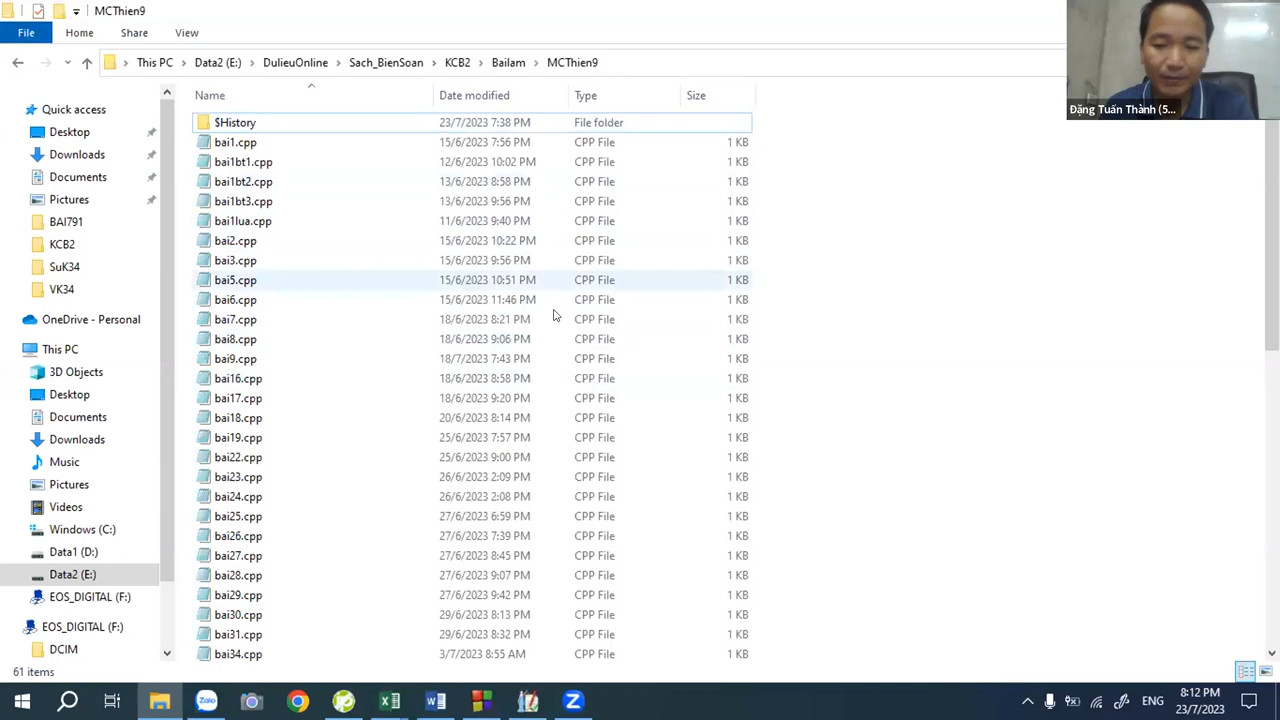 MCThien9
File Home Share View
This PC Data2 (E:) DulieuOnline Sach_BienSoan KCB2 Bailam MCThien9
Đặng Tuấn Thành (5...
Name Date modified Type Size
Quick access
Desktop
Downloads
Documents
Pictures
BAI791
KCB2
SuK34
VK34
OneDrive - Personal
This PC
3D Objects
Desktop
Documents
Downloads
Music
Pictures
Videos
Windows (C:)
Data1 (D:)
Data2 (E:)
EOS_DIGITAL (F:)
EOS_DIGITAL (F:)
DCIM
$History 23/7/2023 7:38 PM File folder
bai1.cpp 15/6/2023 7:56 PM CPP File 1 KB
bai1bt1.cpp 12/6/2023 10:02 PM CPP File 1 KB
bai1bt2.cpp 13/6/2023 8:58 PM CPP File 1 KB
bai1bt3.cpp 13/6/2023 9:56 PM CPP File 1 KB
bai1lua.cpp 11/6/2023 9:40 PM CPP File 1 KB
bai2.cpp 15/6/2023 10:22 PM CPP File 1 KB
bai3.cpp 15/6/2023 9:56 PM CPP File 1 KB
bai5.cpp 15/6/2023 10:51 PM CPP File 1 KB
bai6.cpp 15/6/2023 11:46 PM CPP File 1 KB
bai7.cpp 18/6/2023 8:21 PM CPP File 1 KB
bai8.cpp 18/6/2023 9:06 PM CPP File 1 KB
bai9.cpp 18/7/2023 7:43 PM CPP File 1 KB
bai16.cpp 18/6/2023 8:58 PM CPP File 1 KB
bai17.cpp 18/6/2023 9:20 PM CPP File 1 KB
bai18.cpp 20/6/2023 8:14 PM CPP File 1 KB
bai19.cpp 25/6/2023 7:57 PM CPP File 1 KB
bai22.cpp 25/6/2023 9:00 PM CPP File 1 KB
bai23.cpp 26/6/2023 2:09 PM CPP File 1 KB
bai24.cpp 26/6/2023 2:08 PM CPP File 1 KB
bai25.cpp 27/6/2023 6:59 PM CPP File 1 KB
bai26.cpp 27/6/2023 7:39 PM CPP File 1 KB
bai27.cpp 27/6/2023 8:45 PM CPP File 1 KB
bai28.cpp 27/6/2023 9:07 PM CPP File 1 KB
bai29.cpp 27/6/2023 9:42 PM CPP File 1 KB
bai30.cpp 29/6/2023 8:13 PM CPP File 1 KB
bai31.cpp 29/6/2023 8:32 PM CPP File 1 KB
bai34.cpp 3/7/2023 8:55 AM CPP File 1 KB
61 items
Zalo
ENG
8:12 PM
23/7/2023